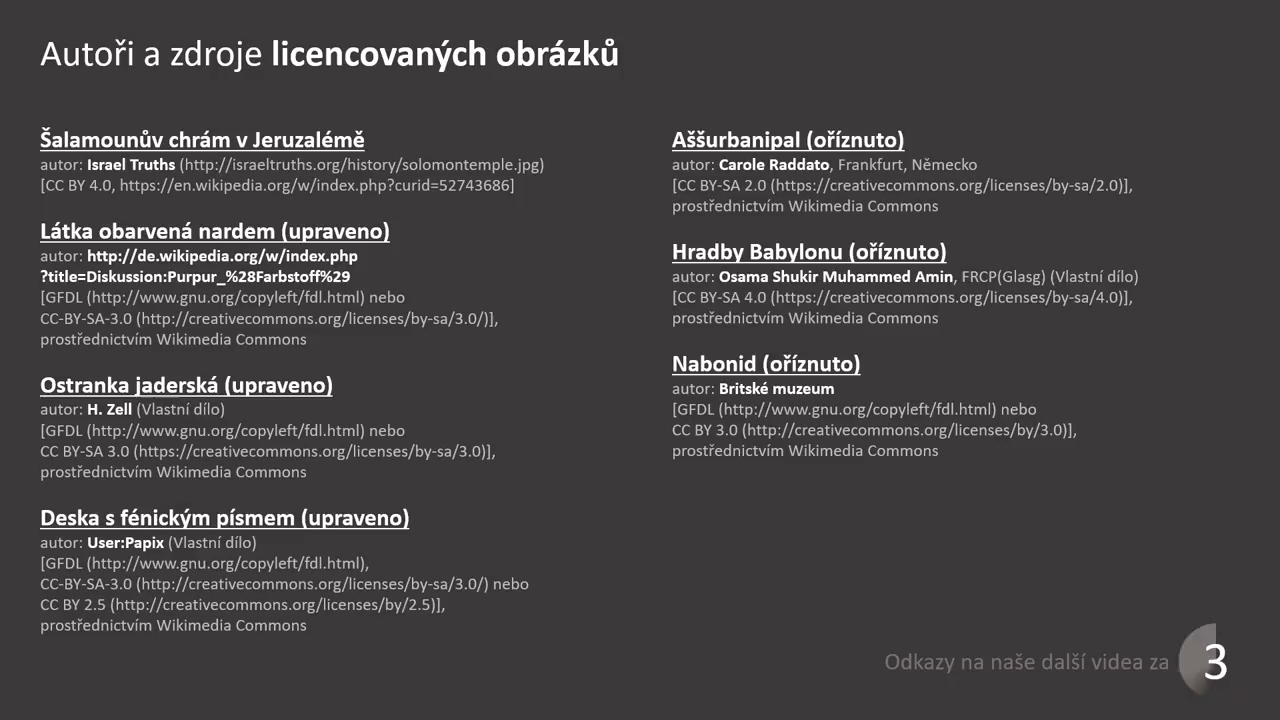 Autoři a zdroje licencovaných obrázků
Šalamounův chrám v Jeruzalémě
autor: Israel Truths (http://israeltruths.org/history/solomontemple.jpg)
[CC BY 4.0, https://en.wikipedia.org/w/index.php?curid=52743686]
Látka obarvená nardem (upraveno)
autor: http://de.wikipedia.org/w/index.php
?title=Diskussion:Purpur_%28Farbstoff%29
[GFDL (http://www.gnu.org/copyleft/fdl.html) nebo
CC-BY-SA-3.0 (http://creativecommons.org/licenses/by-sa/3.0/)],
prostřednictvím Wikimedia Commons
Ostranka jaderská (upraveno)
autor: H. Zell (Vlastní dílo)
[GFDL (http://www.gnu.org/copyleft/fdl.html) nebo
CC BY-SA 3.0 (https://creativecommons.org/licenses/by-sa/3.0)],
prostřednictvím Wikimedia Commons
Deska s fénickým písmem (upraveno)
autor: User:Papix (Vlastní dílo)
[GFDL (http://www.gnu.org/copyleft/fdl.html),
CC-BY-SA-3.0 (http://creativecommons.org/licenses/by-sa/3.0/) nebo
CC BY 2.5 (http://creativecommons.org/licenses/by/2.5)],
prostřednictvím Wikimedia Commons
Aššurbanipal (oříznuto)
autor: Carole Raddato, Frankfurt, Německo
[CC BY-SA 2.0 (https://creativecommons.org/licenses/by-sa/2.0)],
prostřednictvím Wikimedia Commons
Hradby Babylonu (oříznuto)
autor: Osama Shukir Muhammed Amin, FRCP(Glasg) (Vlastní dílo)
[CC BY-SA 4.0 (https://creativecommons.org/licenses/by-sa/4.0)],
prostřednictvím Wikimedia Commons
Nabonid (oříznuto)
autor: Britské muzeum
[GFDL (http://www.gnu.org/copyleft/fdl.html) nebo
CC BY 3.0 (http://creativecommons.org/licenses/by/3.0)],
prostřednictvím Wikimedia Commons
Odkazy na naše další videa za 3